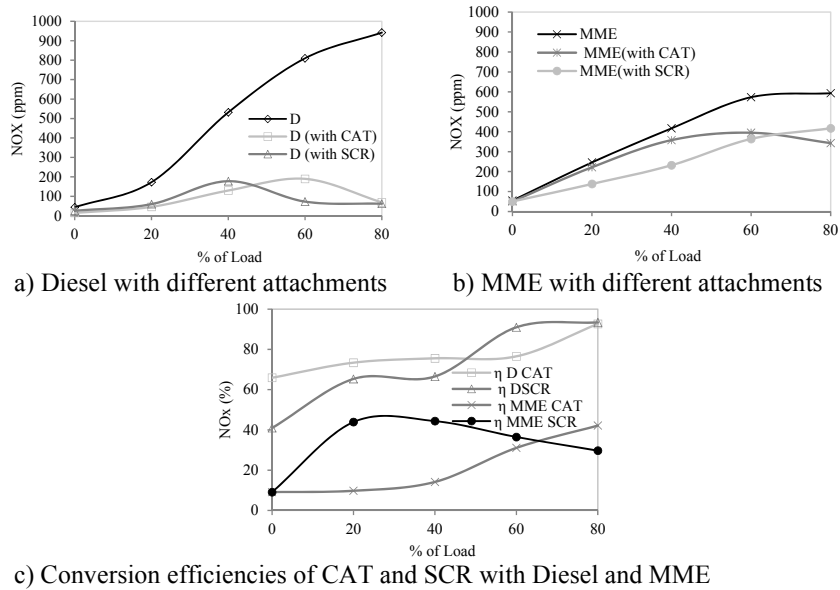 1000
900
800
700
600
500
400
300
200
100
0
NOX (ppm)
D
D (with CAT)
D (with SCR)
0 20 40 60 80
% of Load
a) Diesel with different attachments
1000
900
800
700
600
500
400
300
200
100
0
NOX (ppm)
MME
MME(with CAT)
MME(with SCR)
0 20 40 60 80
% of Load
b) MME with different attachments
100
80
60
40
20
0
NOx (%)
η D CAT
η DSCR
η MME CAT
η MME SCR
0 20 40 60 80
% of Load
c) Conversion efficiencies of CAT and SCR with Diesel and MME